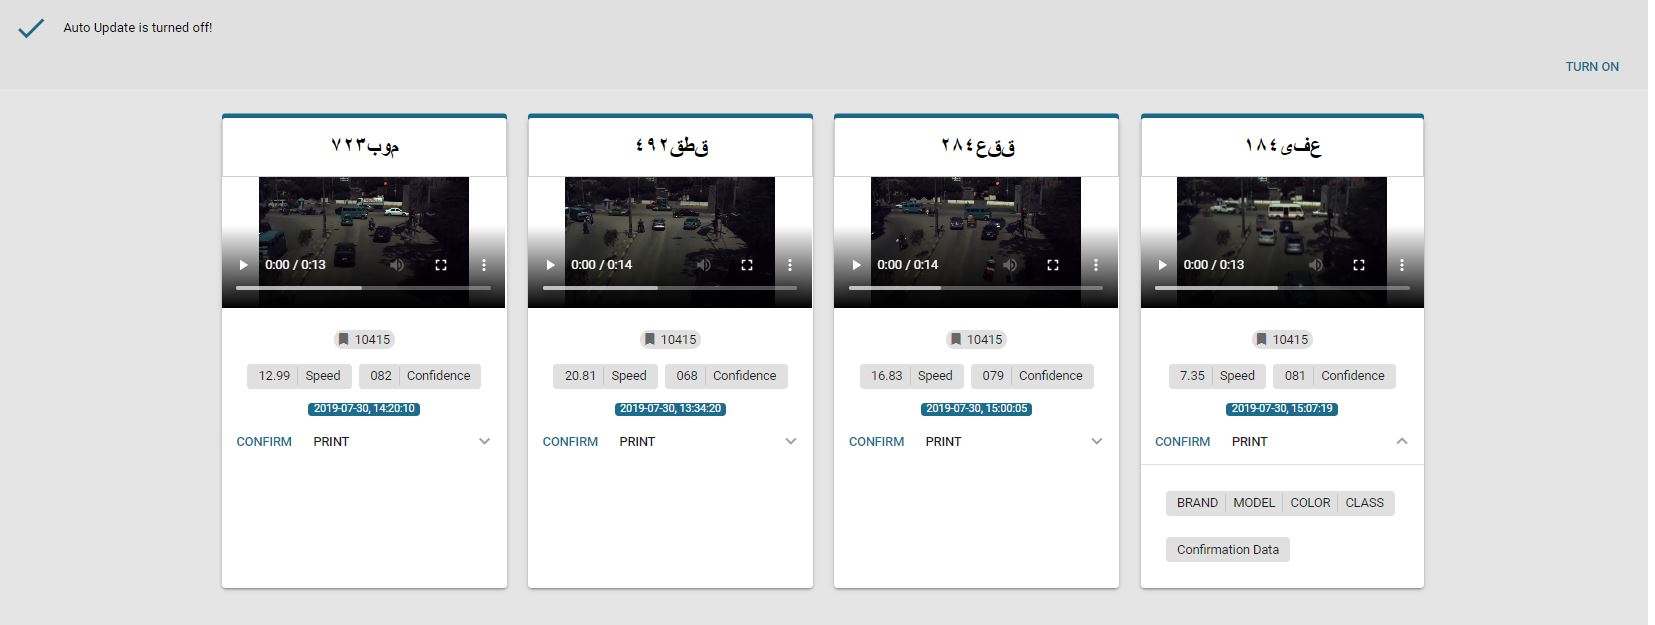 Auto Update is turned off!
TURN ON
موب٧٢٣
قطق٤٩٢
ققع٢٨٤
عفى١٨٤
0:00 / 0:13
0:00 / 0:14
0:00 / 0:14
0:00 / 0:13
10415
10415
10415
10415
12.99 Speed 082 Confidence
20.81 Speed 068 Confidence
16.83 Speed 079 Confidence
7.35 Speed 081 Confidence
2019-07-30, 14:20:10
2019-07-30, 13:34:20
2019-07-30, 15:00:05
2019-07-30, 15:07:19
CONFIRM PRINT
CONFIRM PRINT
CONFIRM PRINT
CONFIRM PRINT
BRAND MODEL COLOR CLASS
Confirmation Data